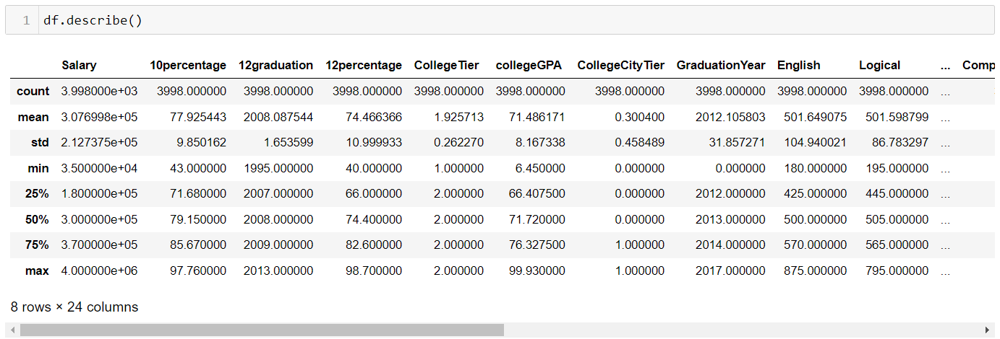 1 df.describe()
Salary 10percentage 12graduation 12percentage CollegeTier collegeGPA CollegeCityTier GraduationYear English Logical ... Comp
count 3.998000e+03 3998.000000 3998.000000 3998.000000 3998.000000 3998.000000 3998.000000 3998.000000 3998.000000 3998.000000 ...
mean 3.076998e+05 77.925443 2008.087544 74.466366 1.925713 71.486171 0.300400 2012.105803 501.649075 501.598799 ...
std 2.127375e+05 9.850162 1.653599 10.999933 0.262270 8.167338 0.458489 31.857271 104.940021 86.783297 ...
min 3.500000e+04 43.000000 1995.000000 40.000000 1.000000 6.450000 0.000000 0.000000 180.000000 195.000000 ...
25% 1.800000e+05 71.680000 2007.000000 66.000000 2.000000 66.407500 0.000000 2012.000000 425.000000 445.000000 ...
50% 3.000000e+05 79.150000 2008.000000 74.400000 2.000000 71.720000 0.000000 2013.000000 500.000000 505.000000 ...
75% 3.700000e+05 85.670000 2009.000000 82.600000 2.000000 76.327500 1.000000 2014.000000 570.000000 565.000000 ...
max 4.000000e+06 97.760000 2013.000000 98.700000 2.000000 99.930000 1.000000 2017.000000 875.000000 795.000000 ...
8 rows × 24 columns